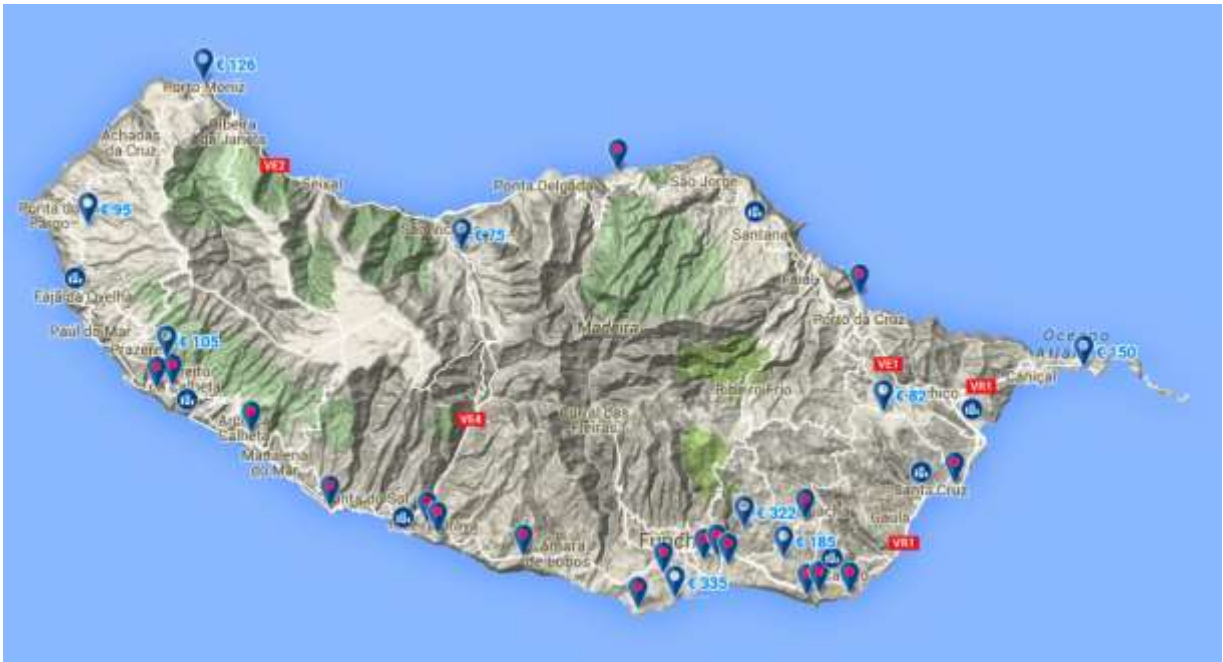 € 126
Porto Moniz
Achadas
da Cruz
Ribeira
da Janela
VE2
Seixal
Ponta Delgada
São Jorge
Ponta do
Pargo
€ 95
€ 75
Santana
Faial
Fajã da Ovelha
Paul do Mar
Prazeres
€ 105
Madeira
Porto da Cruz
Oceano
€ 150
Caniçal
VE1
Ribeiro Frio
€ 82
VR1
Calheta
VE4
Curral das
Freiras
Madalena
do Mar
Ponta do Sol
Santa Cruz
Gaula
€ 322
Funch
€ 185
VR1
Câmara
de Lobos
€ 335